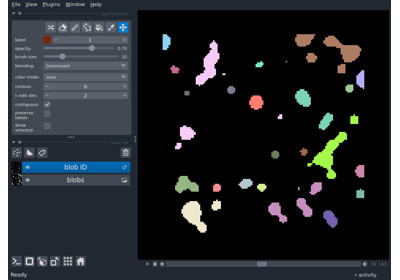 File View Plugins Window Help
label: 1
opacity: 0.70
brush size: 10
blending: translucent
color mode: auto
contour: 0
n edit dim: 2
contiguous:
preserve labels:
show selected:
blob ID
blobs
0
Ready
activity